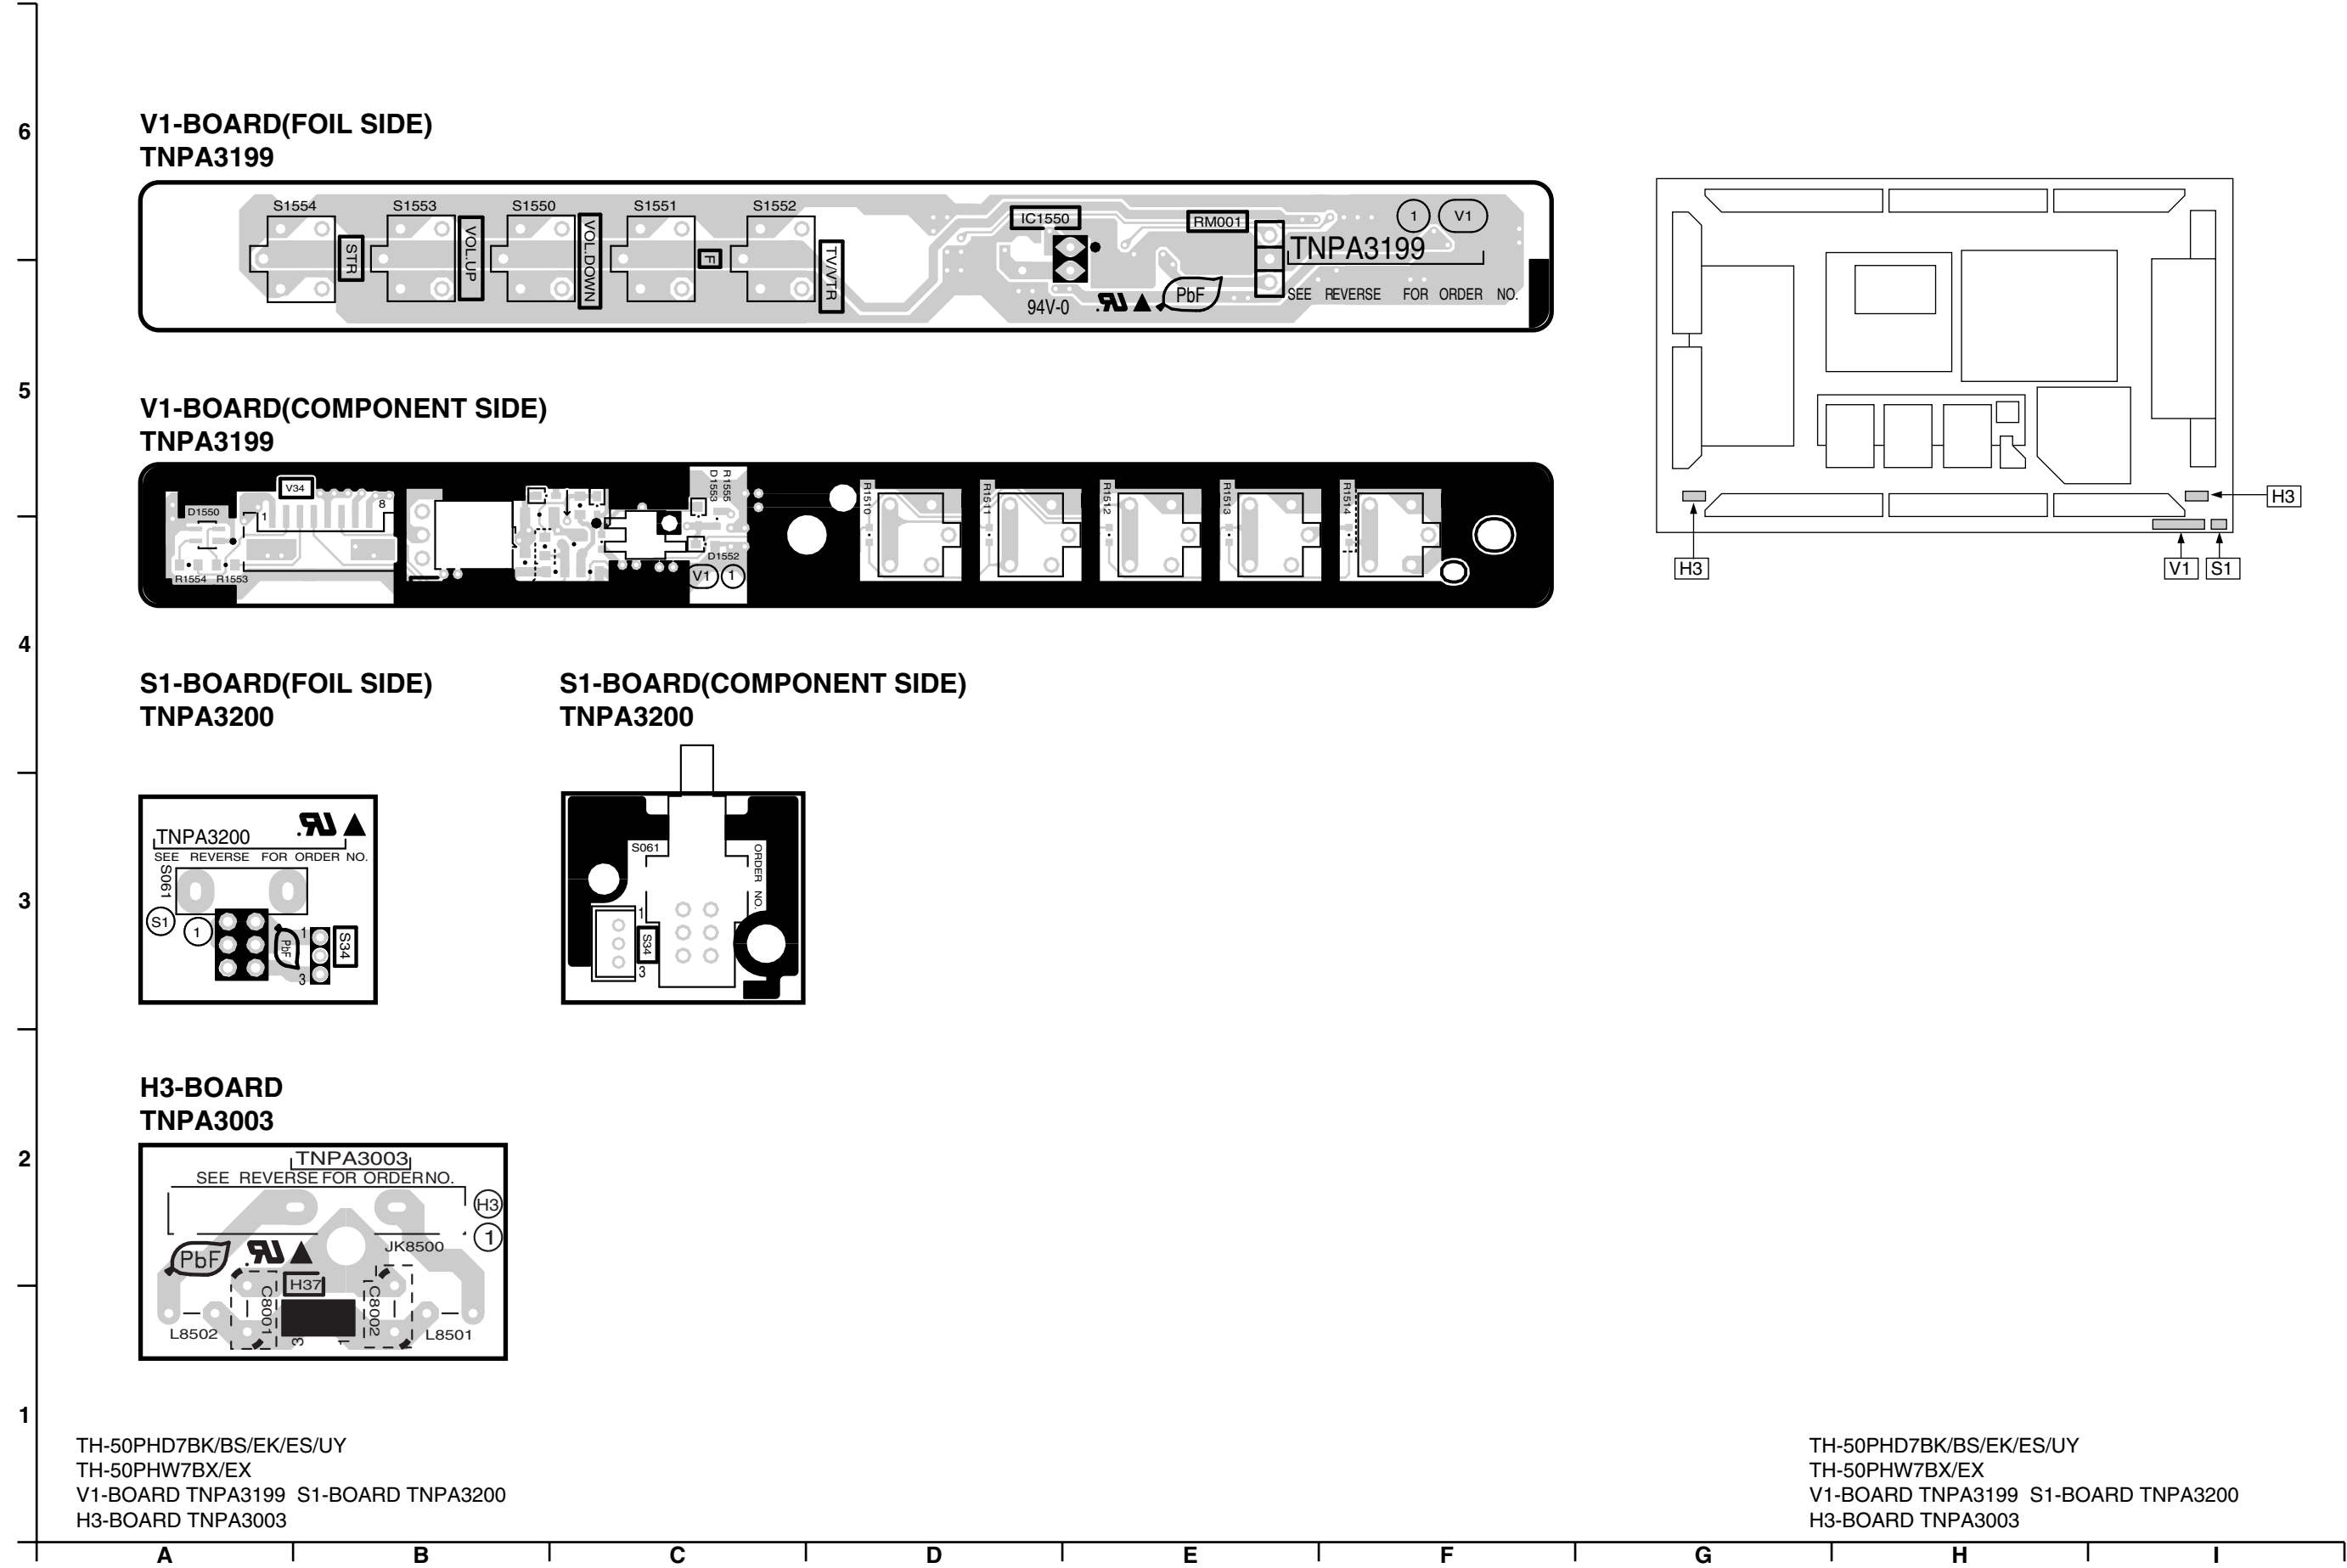 6
V1-BOARD(FOIL SIDE)
TNPA3199
S1554 S1553 S1550 S1551 S1552
STR VOL.UP VOL.DOWN F TV/VTR
IC1550 RM001 1 V1
TNPA3199
94V-0 UR PbF SEE REVERSE FOR ORDER NO.
5
V1-BOARD(COMPONENT SIDE)
TNPA3199
V34
D1550 1 8
R1554 R1553
D1553 R1555
D1552
V1 1
R1510 R1511 R1512 R1513 R1514
H3
H3 V1 S1
4
S1-BOARD(FOIL SIDE)
TNPA3200
UR
TNPA3200
SEE REVERSE FOR ORDER NO.
S061
S1 1
PbF
1
3
S34
S1-BOARD(COMPONENT SIDE)
TNPA3200
S061
ORDER NO.
1
S34
3
3
H3-BOARD
TNPA3003
2
TNPA3003
SEE REVERSE FOR ORDER NO.
H3
1
PbF UR JK8500
H37
C8001 C8002
L8502 3 1 L8501
1
TH-50PHD7BK/BS/EK/ES/UY
TH-50PHW7BX/EX
V1-BOARD TNPA3199 S1-BOARD TNPA3200
H3-BOARD TNPA3003
TH-50PHD7BK/BS/EK/ES/UY
TH-50PHW7BX/EX
V1-BOARD TNPA3199 S1-BOARD TNPA3200
H3-BOARD TNPA3003
A B C D E F G H I